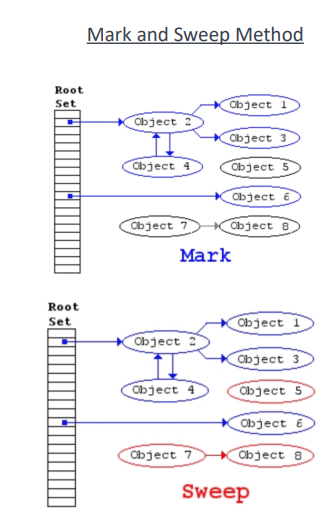 Mark and Sweep Method
Root
Set
Object 1
Object 2
Object 3
Object 4
Object 5
Object 6
Object 7
Object 8
Mark
Root
Set
Object 1
Object 2
Object 3
Object 4
Object 5
Object 6
Object 7
Object 8
Sweep